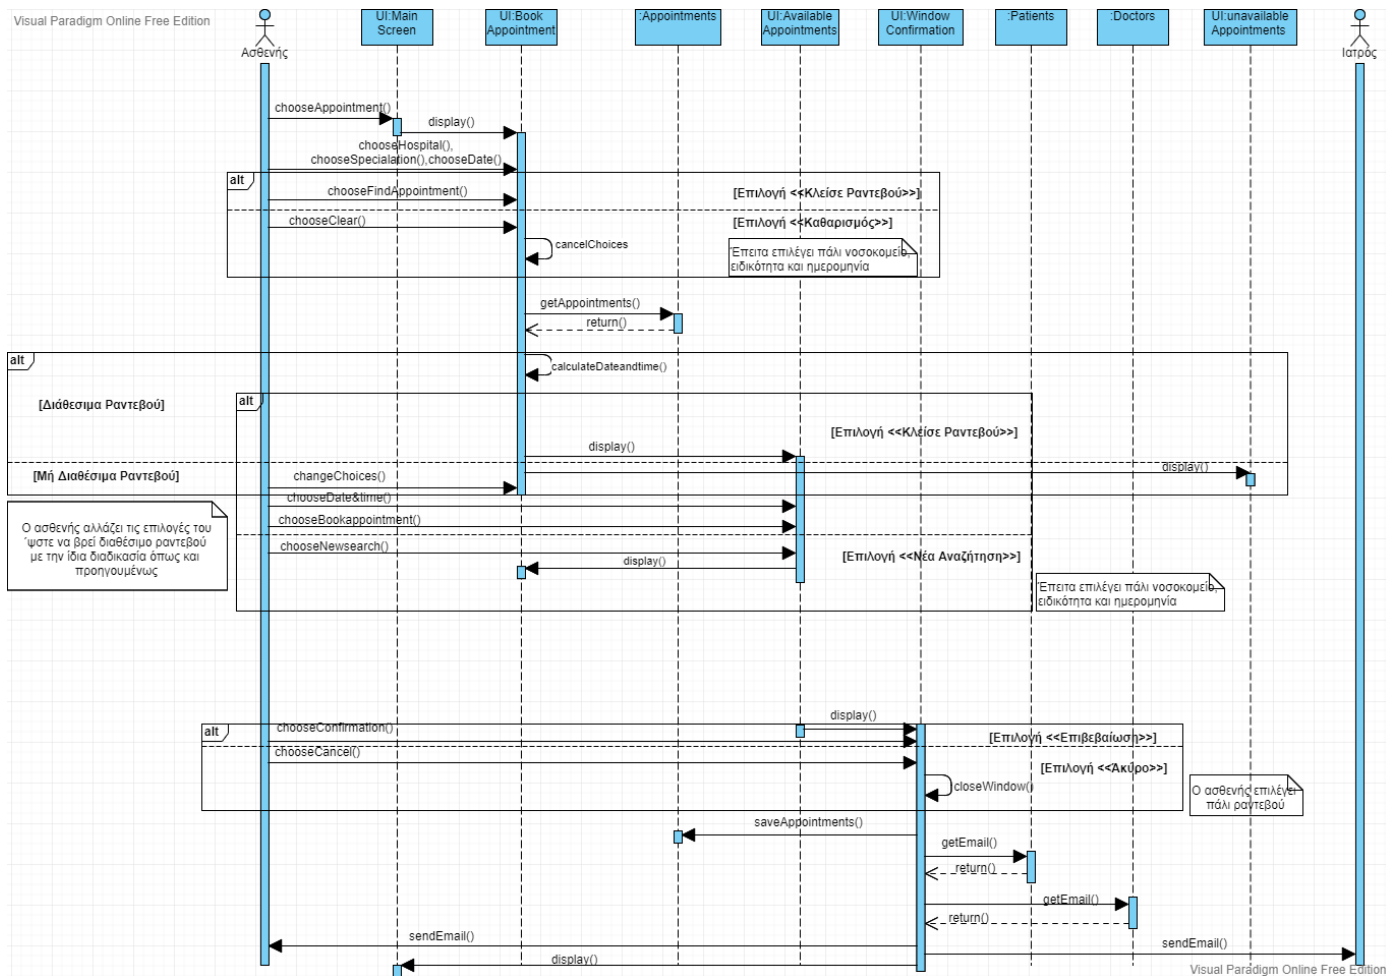 Visual Paradigm Online Free Edition
Ασθενής
UI:Main
Screen
UI:Book
Appointment
:Appointments
UI:Available
Appointments
UI:Window
Confirmation
:Patients
:Doctors
UI:unavailable
Appointments
Ιατρός
chooseAppointment()
display()
chooseHospital(),
chooseSpecialation(),chooseDate()
alt
chooseFindAppointment()
[Επιλογή <<Κλείσε Ραντεβού>>]
chooseClear()
[Επιλογή <<Καθαρισμός>>]
cancelChoices
Έπειτα επιλέγει πάλι νοσοκομείο,
ειδικότητα και ημερομηνία
getAppointments()
return()
alt
calculateDateandtime()
[Διάθεσιμα Ραντεβού]
alt
[Επιλογή <<Κλείσε Ραντεβού>>]
display()
[Μή Διαθέσιμα Ραντεβού]
display()
changeChoices()
chooseDate&time()
chooseBookappointment()
Ο ασθενής αλλάζει τις επιλογές του
΄ψστε να βρεί διαθέσιμο ραντεβού
με την ίδια διαδικασία όπως και
προηγουμένως
chooseNewsearch()
[Επιλογή <<Νέα Αναζήτηση>>]
display()
Έπειτα επιλέγει πάλι νοσοκομείο,
ειδικότητα και ημερομηνία
display()
alt
chooseConfirmation()
[Επιλογή <<Επιβεβαίωση>>]
chooseCancel()
[Επιλογή <<Άκύρο>>]
closeWindow()
Ο ασθενής επιλέγει
πάλι ραντεβού
saveAppointments()
getEmail()
return()
getEmail()
return()
sendEmail()
sendEmail()
display()
Visual Paradigm Online Free Edition